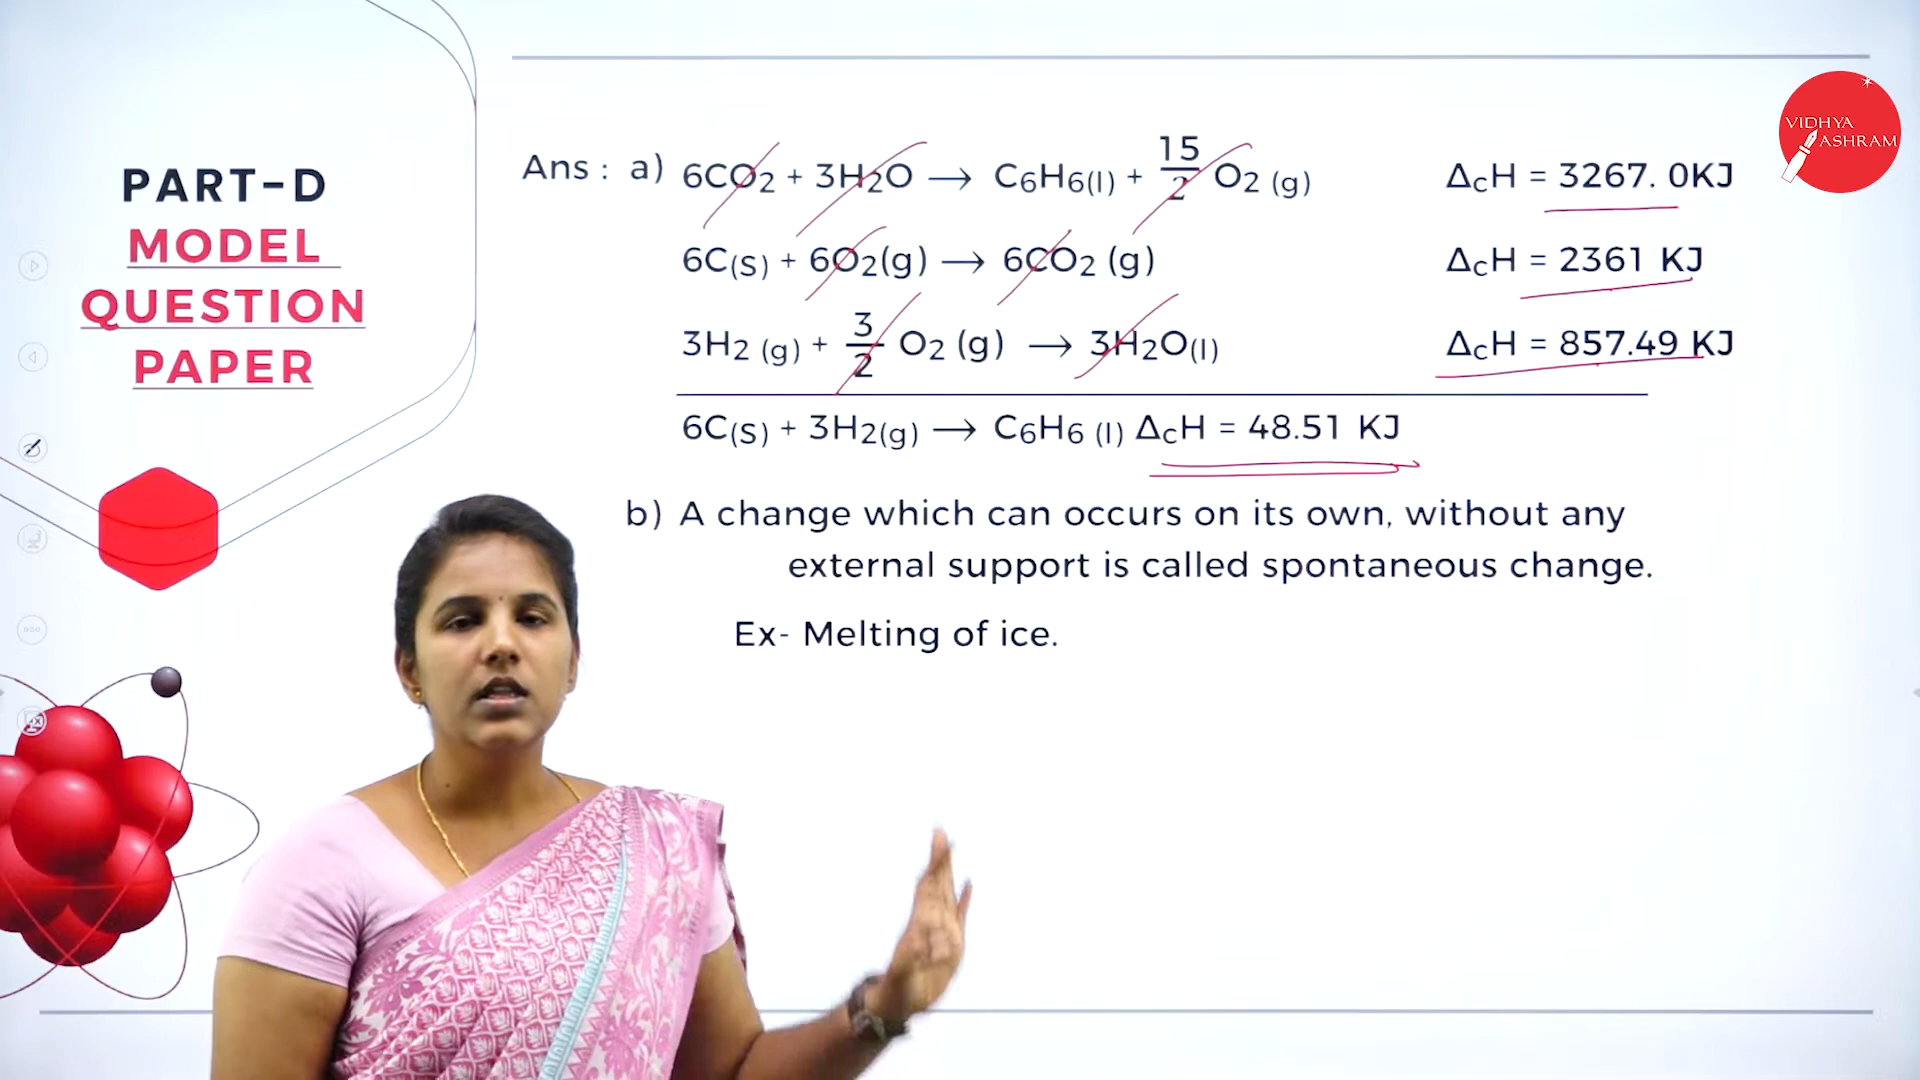 PART-D
MODEL
QUESTION
PAPER
VIDHYA
ASHRAM
Ans : a) 6CO₂ + 3H₂O → C₆H₆(l) + 15/2 O₂ (g) ΔcH = 3267. 0KJ
6C(S) + 6O₂(g) → 6CO₂ (g) ΔcH = 2361 KJ
3H₂ (g) + 3/2 O₂ (g) → 3H₂O(l) ΔcH = 857.49 KJ
6C(S) + 3H₂(g) → C₆H₆ (l) ΔcH = 48.51 KJ
b) A change which can occurs on its own, without any
external support is called spontaneous change.
Ex- Melting of ice.